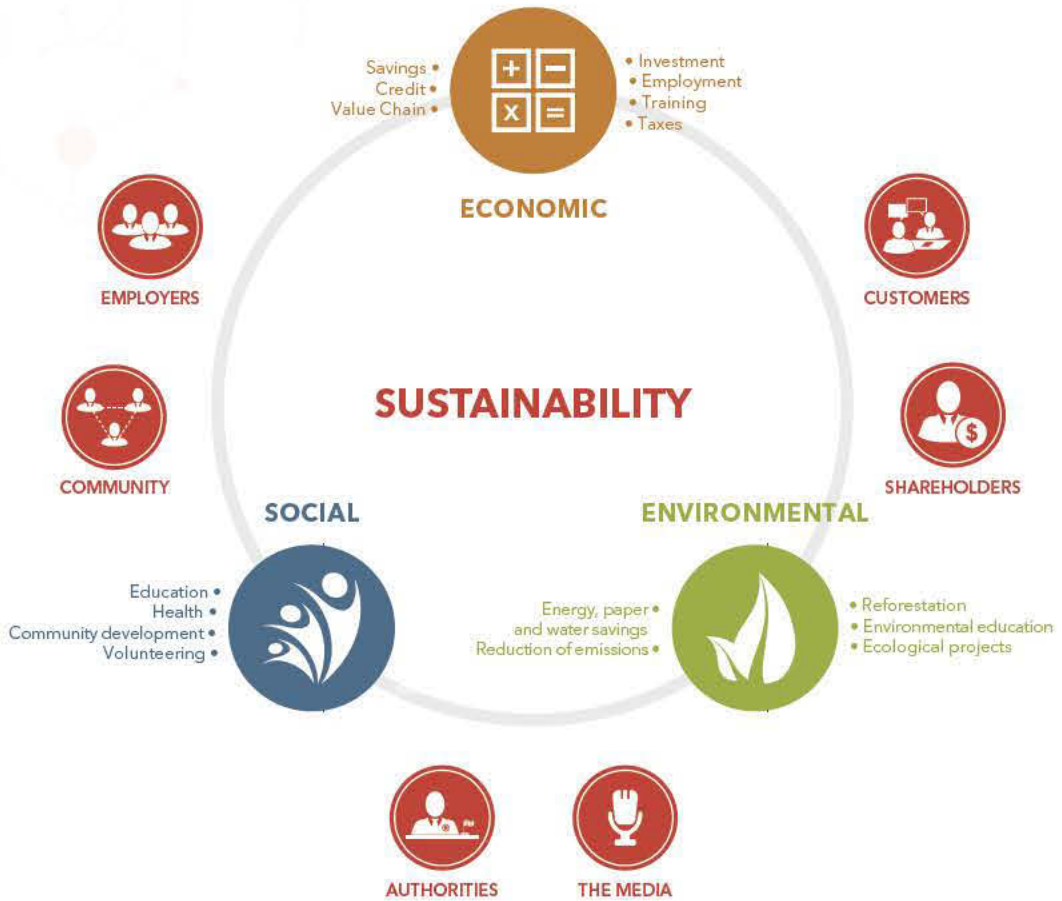 Savings •
Credit •
Value Chain •
+ −
x =
• Investment
• Employment
• Training
• Taxes
ECONOMIC
EMPLOYERS
CUSTOMERS
SUSTAINABILITY
COMMUNITY
$
SHAREHOLDERS
SOCIAL
Education •
Health •
Community development •
Volunteering •
ENVIRONMENTAL
Energy, paper •
and water savings
Reduction of emissions •
• Reforestation
• Environmental education
• Ecological projects
AUTHORITIES
THE MEDIA